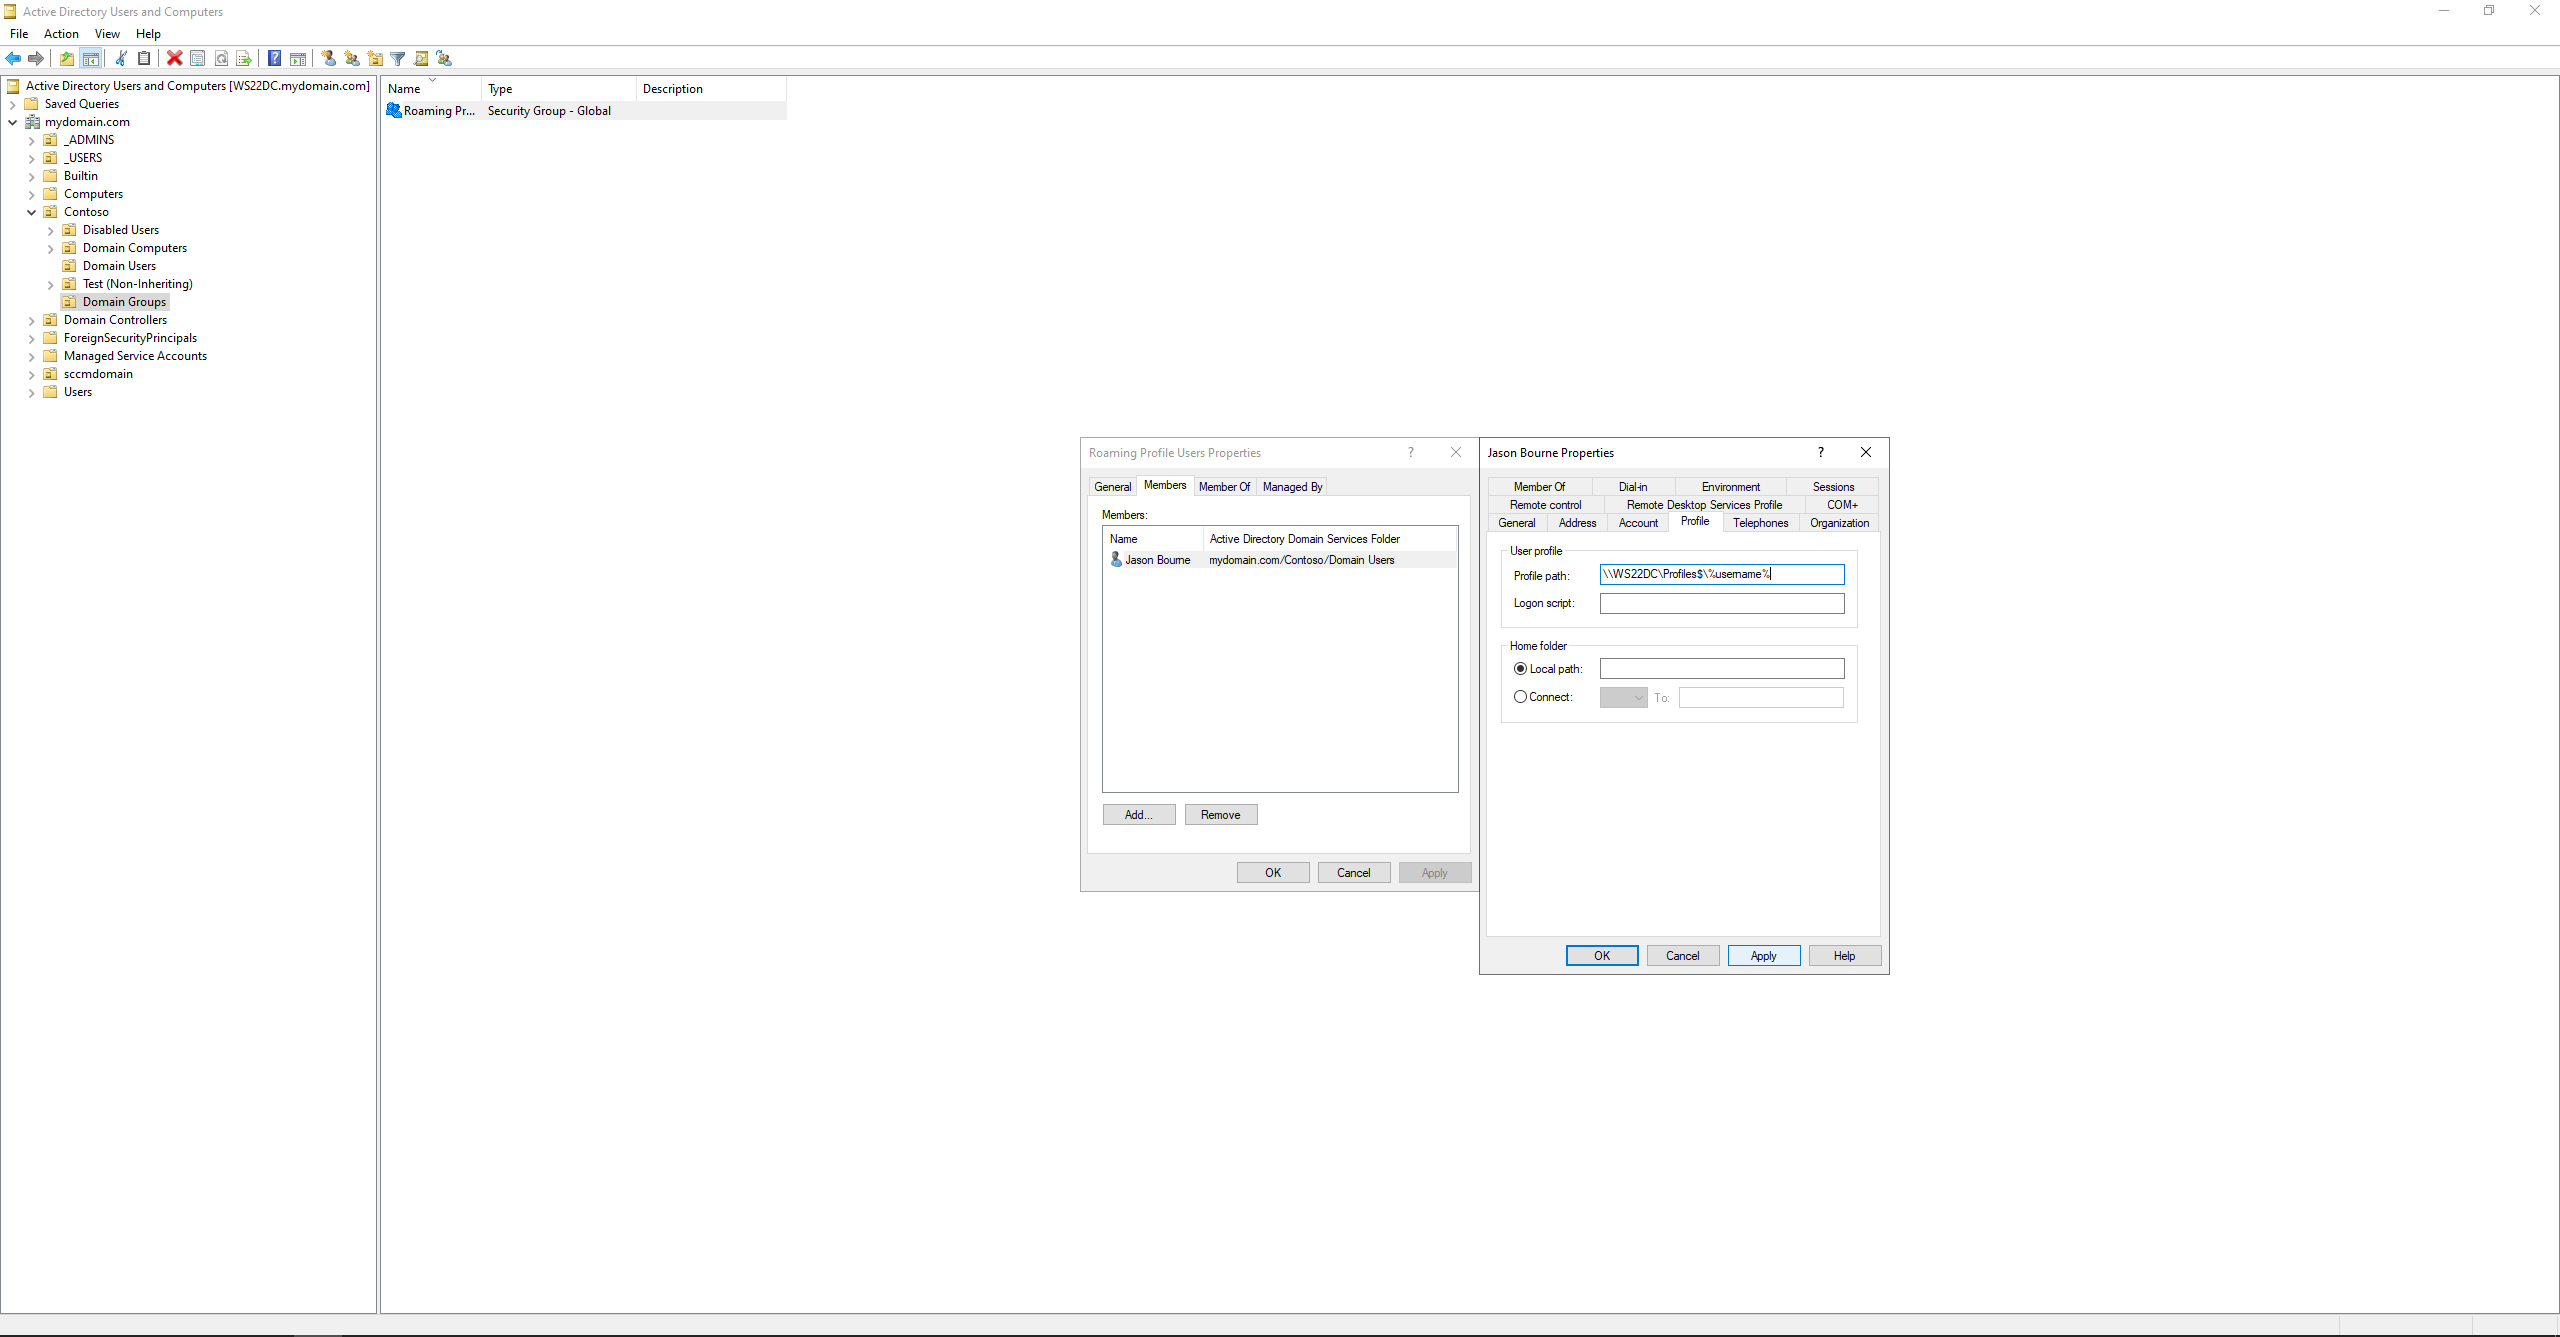 Active Directory Users and Computers
File Action View Help
Active Directory Users and Computers [WS22DC.mydomain.com]
Saved Queries
mydomain.com
_ADMINS
_USERS
Builtin
Computers
Contoso
Disabled Users
Domain Computers
Domain Users
Test (Non-Inheriting)
Domain Groups
Domain Controllers
ForeignSecurityPrincipals
Managed Service Accounts
sccmdomain
Users
Name Type Description
Roaming Pr... Security Group - Global
Roaming Profile Users Properties ?
General Members Member Of Managed By
Members:
Name Active Directory Domain Services Folder
Jason Bourne mydomain.com/Contoso/Domain Users
Add... Remove
OK Cancel Apply
Jason Bourne Properties ?
Member Of Dial-in Environment Sessions
Remote control Remote Desktop Services Profile COM+
General Address Account Profile Telephones Organization
User profile
Profile path: \\WS22DC\Profiles$\%username%
Logon script:
Home folder
Local path:
Connect: To:
OK Cancel Apply Help